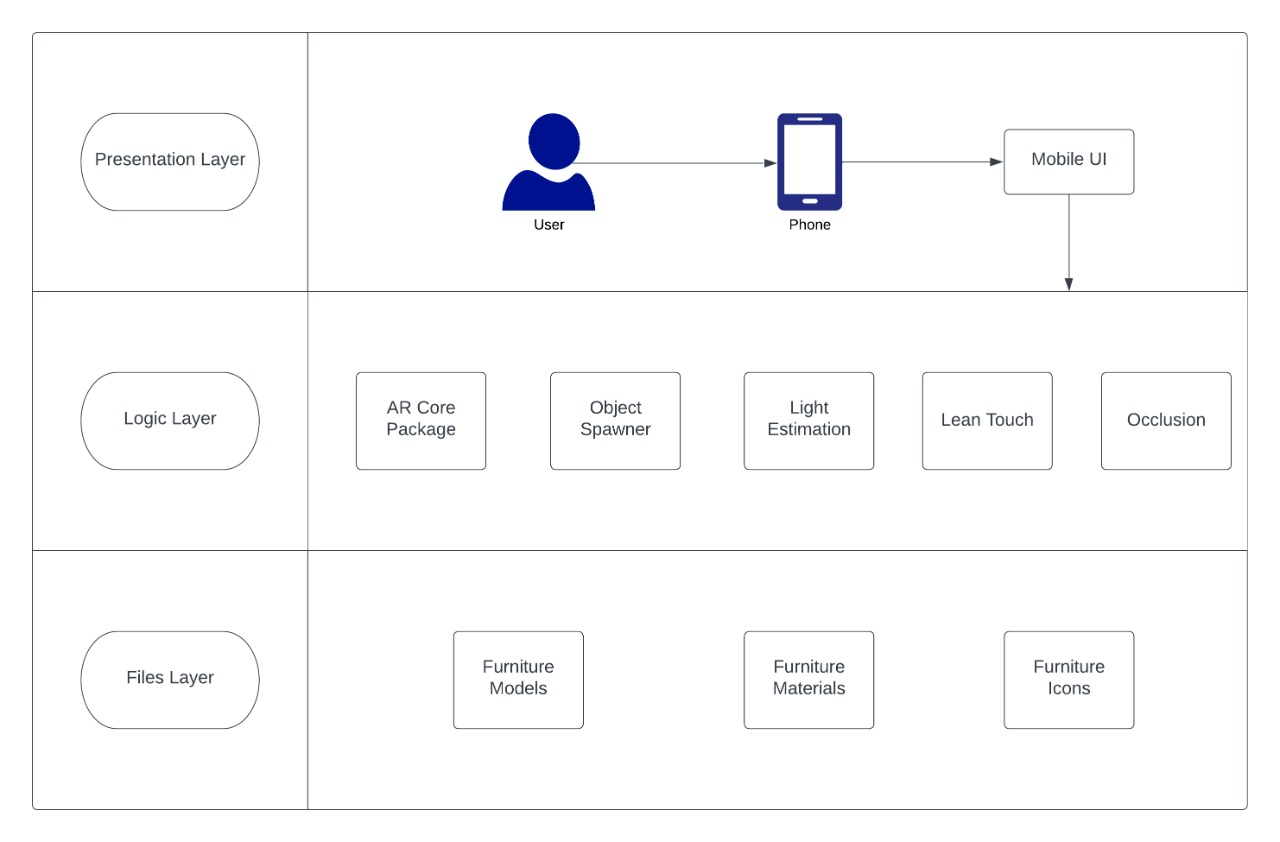 Presentation Layer
User
Phone
Mobile UI
Logic Layer
AR Core
Package
Object
Spawner
Light
Estimation
Lean Touch
Occlusion
Files Layer
Furniture
Models
Furniture
Materials
Furniture
Icons